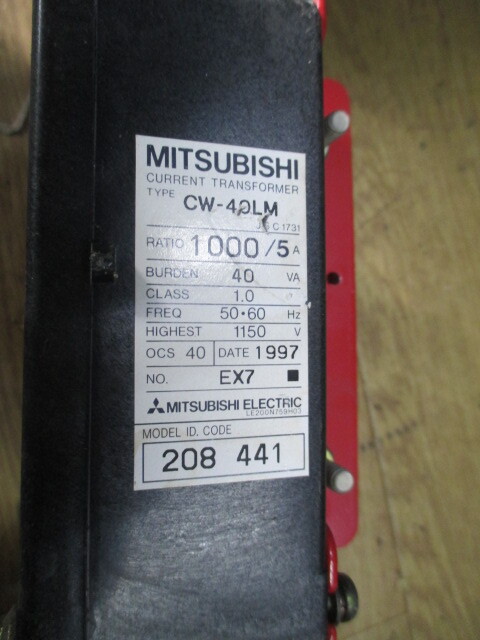 MITSUBISHI
CURRENT TRANSFORMER
TYPE CW-40LM
JIS C 1731
RATIO 1000/5 A
BURDEN 40 VA
CLASS 1.0
FREQ 50•60 Hz
HIGHEST 1150 V
OCS 40 DATE 1997
NO. EX7 ■
MITSUBISHI ELECTRIC
MODEL ID. CODE
208 441